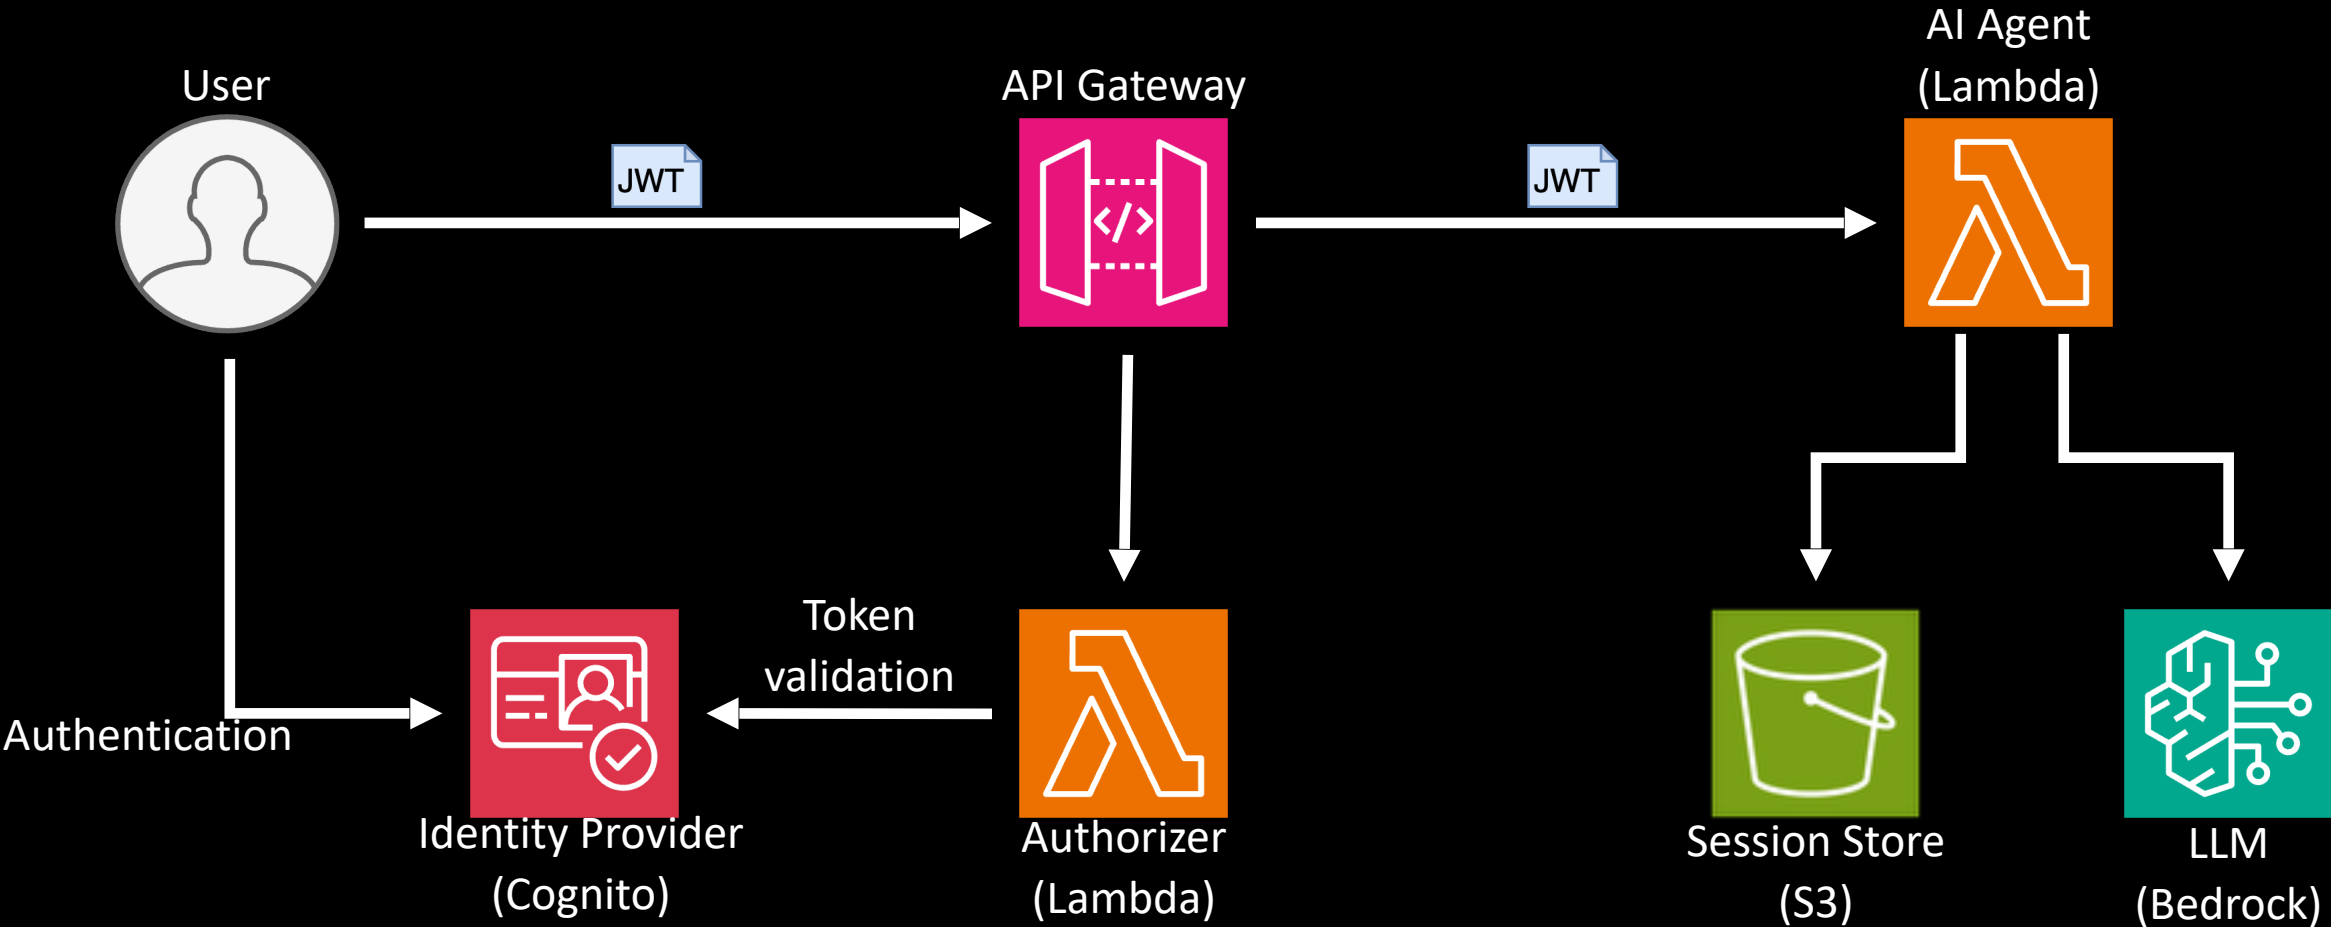 AI Agent
(Lambda)
User
API Gateway
JWT
</>
JWT
Token
validation
Authentication
Identity Provider
(Cognito)
Authorizer
(Lambda)
Session Store
(S3)
LLM
(Bedrock)